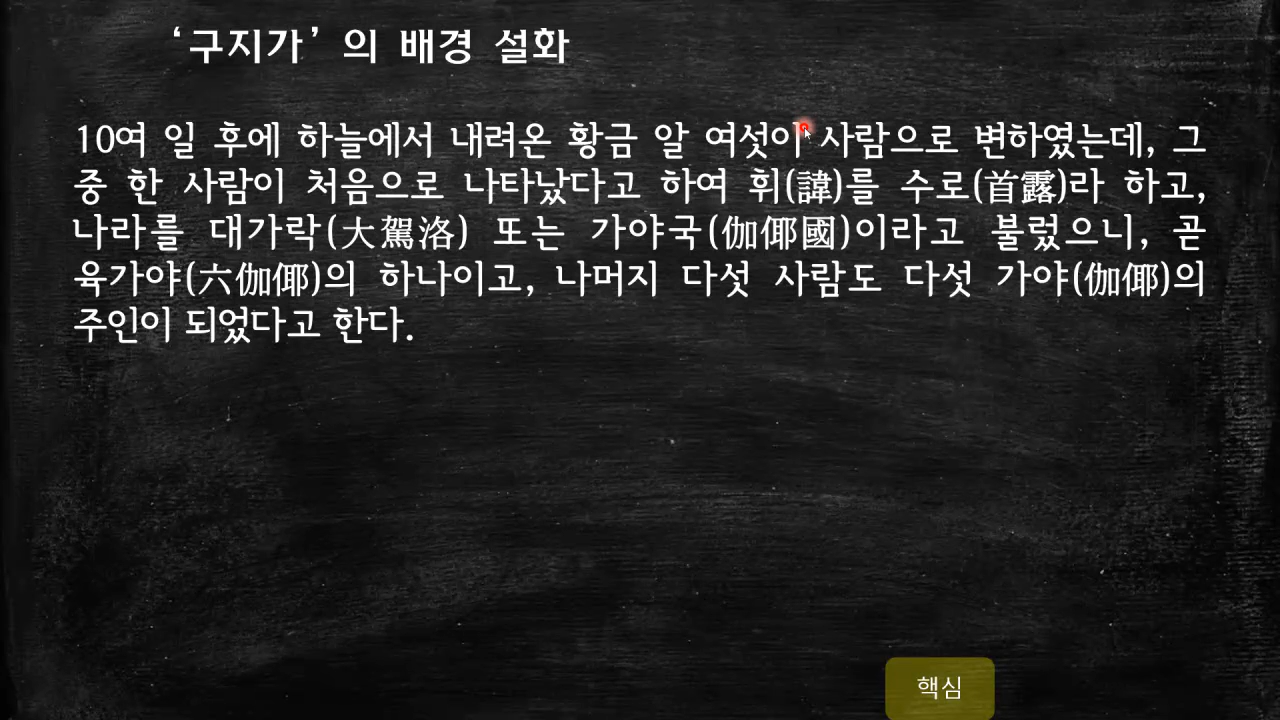 ‘구지가’ 의 배경 설화
10여 일 후에 하늘에서 내려온 황금 알 여섯이 사람으로 변하였는데, 그
중 한 사람이 처음으로 나타났다고 하여 휘(諱)를 수로(首露)라 하고,
나라를 대가락(大駕洛) 또는 가야국(伽倻國)이라고 불렀으니, 곧
육가야(六伽倻)의 하나이고, 나머지 다섯 사람도 다섯 가야(伽倻)의
주인이 되었다고 한다.
핵심